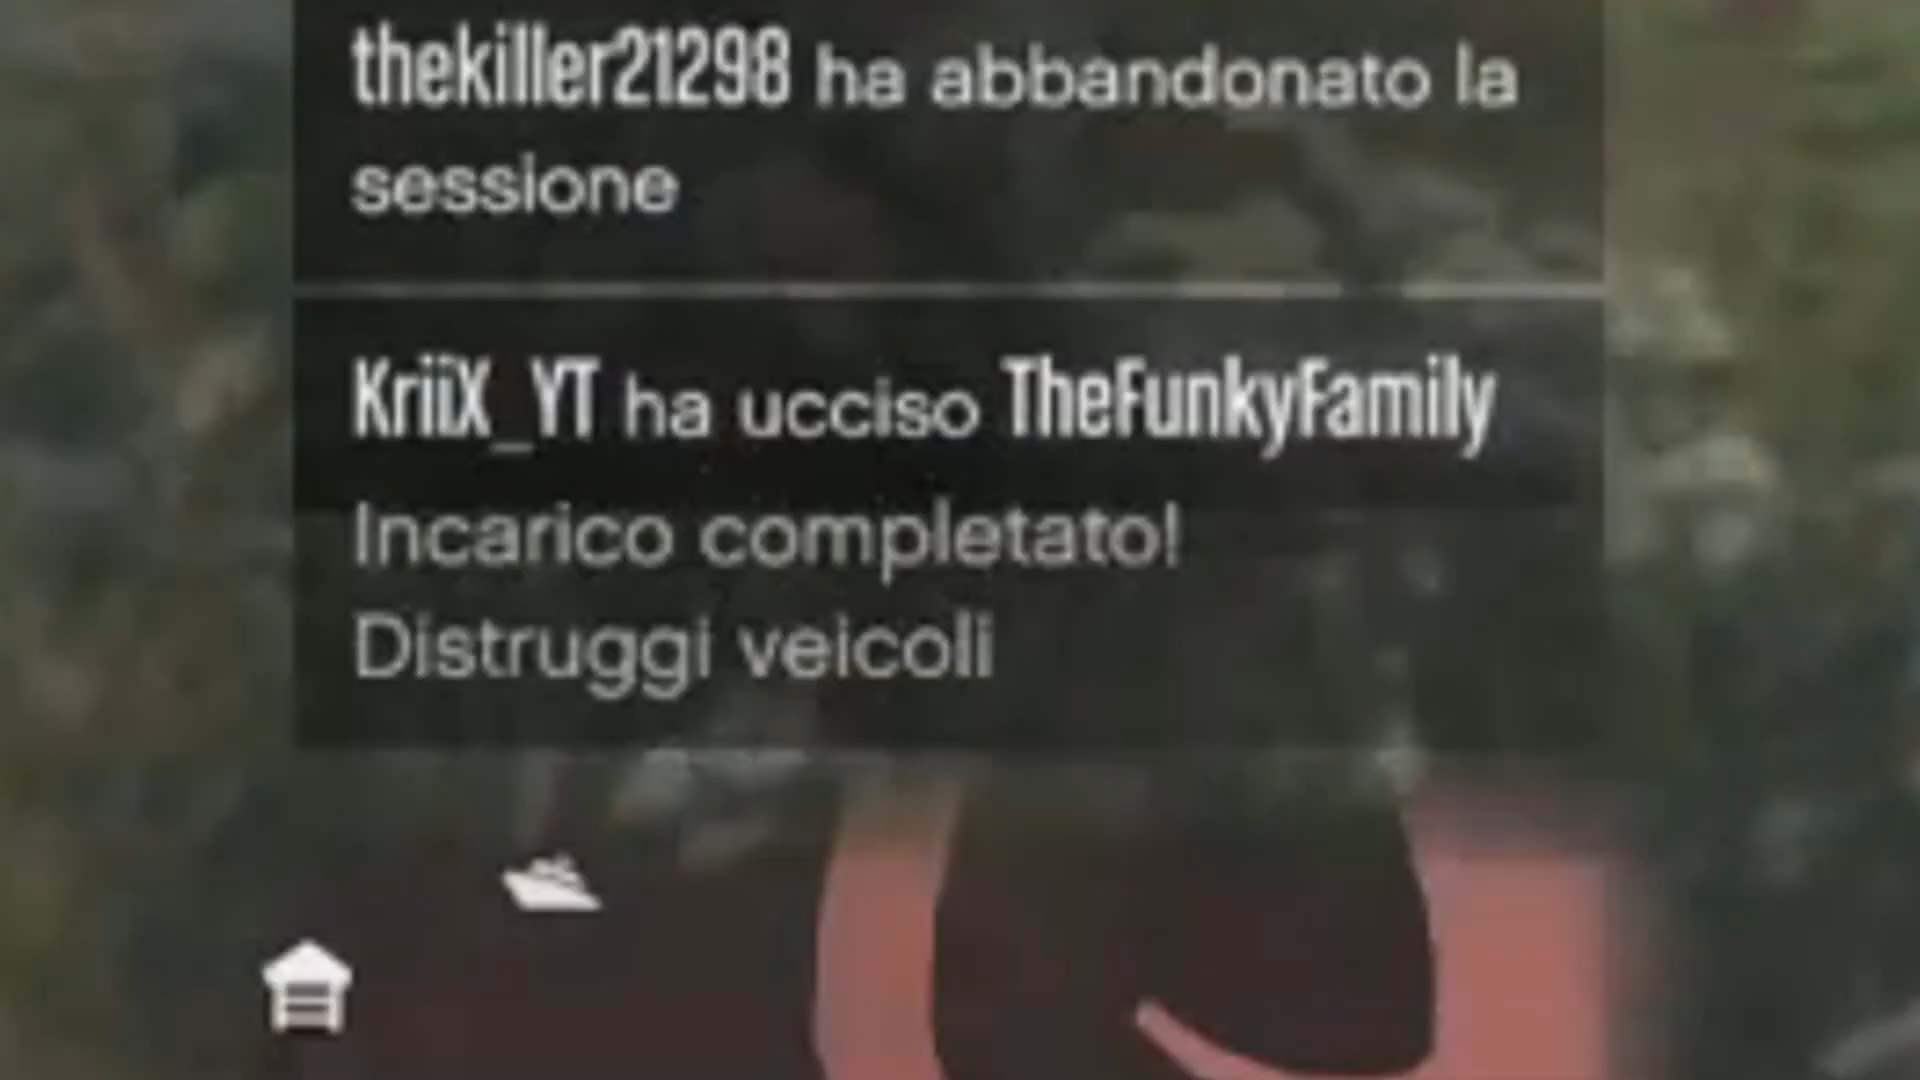 thekiller21298 ha abbandonato la
sessione
KriiX_YT ha ucciso TheFunkyFamily
Incarico completato!
Distruggi veicoli